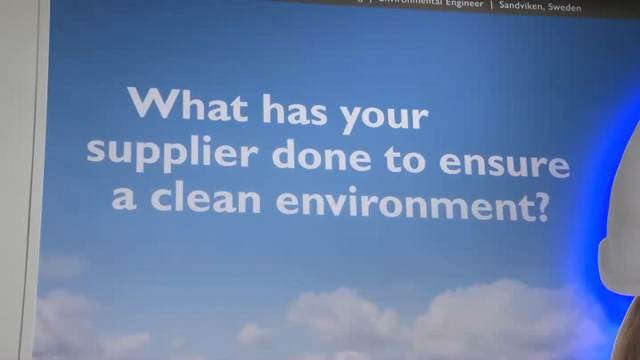 Environmental Engineer | Sandviken, Sweden
What has your
supplier done to ensure
a clean environment?